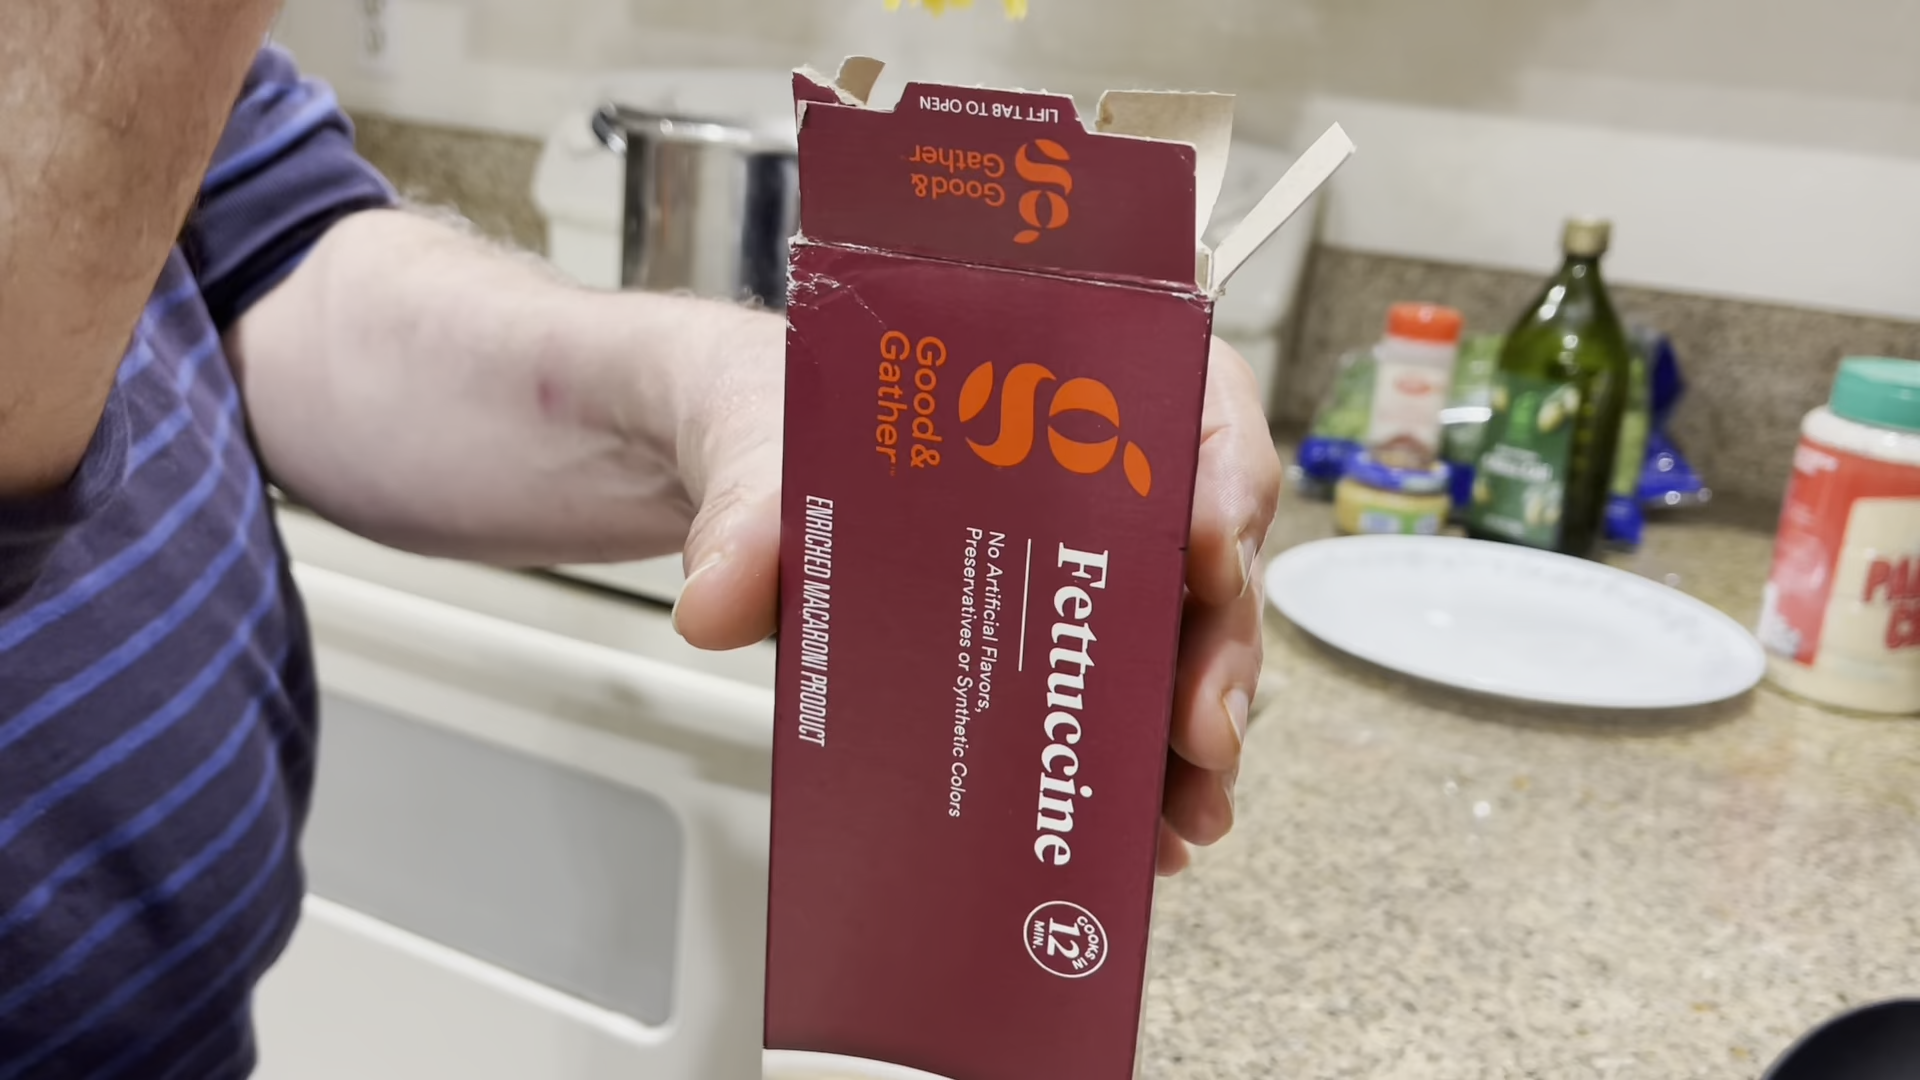 LIFT TAB TO OPEN
Good&
Gather
Good&
Gather™
Fettuccine
No Artificial Flavors,
Preservatives or Synthetic Colors
ENRICHED MACARONI PRODUCT
COOKS IN
12
MIN.